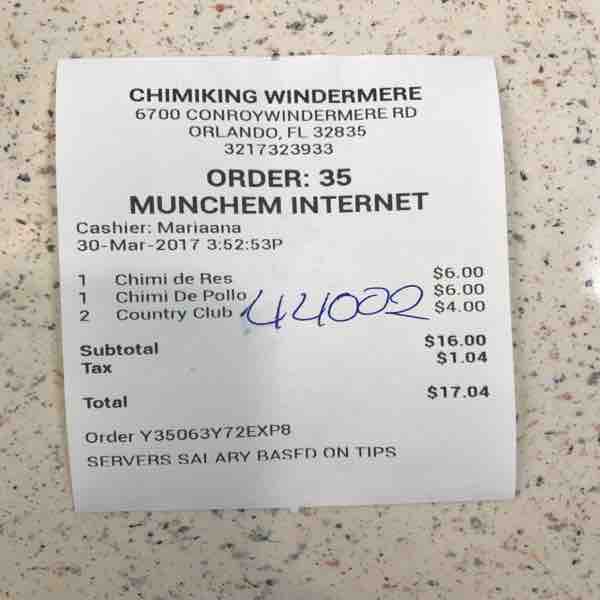 CHIMIKING WINDERMERE
6700 CONROYWINDERMERE RD
ORLANDO, FL 32835
3217323933
ORDER: 35
MUNCHEM INTERNET
Cashier: Mariaana
30-Mar-2017 3:52:53P
1 Chimi de Res $6.00
1 Chimi De Pollo $6.00
2 Country Club $4.00
44002
Subtotal $16.00
Tax $1.04
Total $17.04
Order Y35063Y72EXP8
SERVERS SALARY BASED ON TIPS